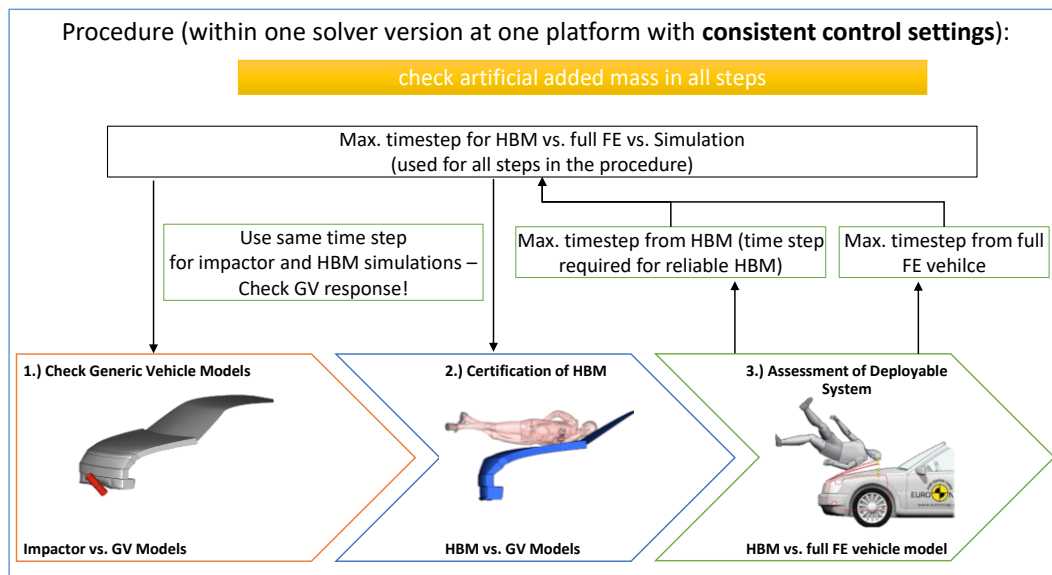 Procedure (within one solver version at one platform with consistent control settings):
check artificial added mass in all steps
Max. timestep for HBM vs. full FE vs. Simulation
(used for all steps in the procedure)
Use same time step
for impactor and HBM simulations –
Check GV response!
Max. timestep from HBM (time step
required for reliable HBM)
Max. timestep from full
FE vehilce
1.) Check Generic Vehicle Models
2.) Certification of HBM
3.) Assessment of Deployable
System
EURO N
Impactor vs. GV Models
HBM vs. GV Models
HBM vs. full FE vehicle model